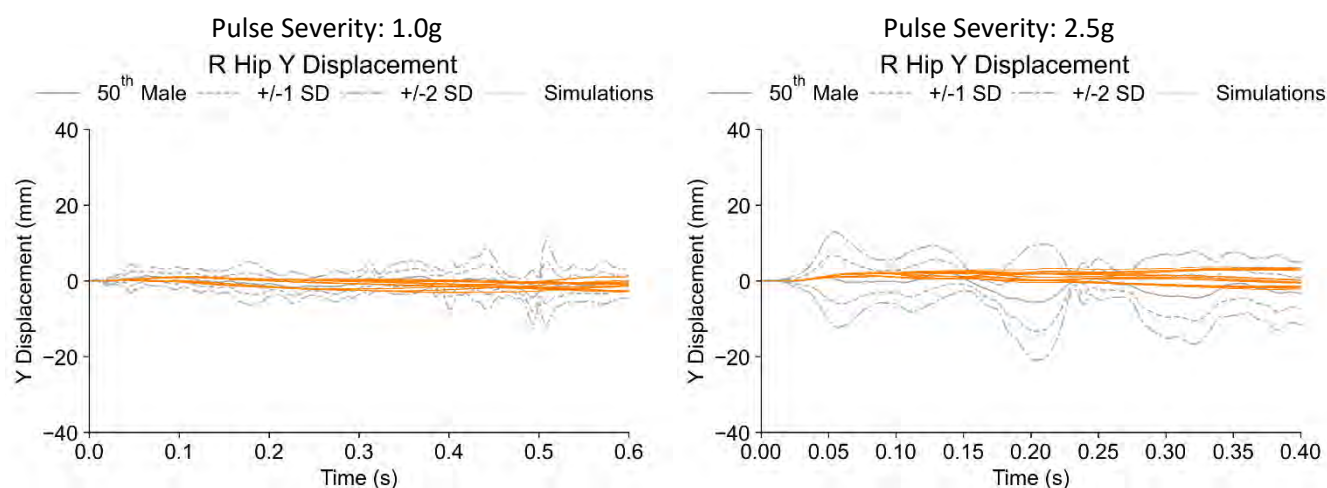 Pulse Severity: 1.0g
R Hip Y Displacement
50th Male +/-1 SD +/-2 SD Simulations
40
20
0
−20
−40
Y Displacement (mm)
0.0 0.1 0.2 0.3 0.4 0.5 0.6
Time (s)
Pulse Severity: 2.5g
R Hip Y Displacement
50th Male +/-1 SD +/-2 SD Simulations
40
20
0
−20
−40
Y Displacement (mm)
0.00 0.05 0.10 0.15 0.20 0.25 0.30 0.35 0.40
Time (s)